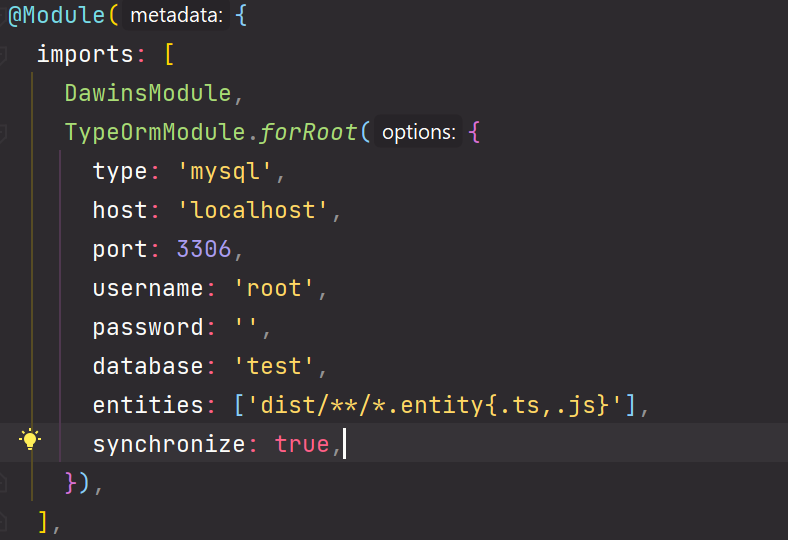 @Module( metadata: {
imports: [
DawinsModule,
TypeOrmModule.forRoot( options: {
type: 'mysql',
host: 'localhost',
port: 3306,
username: 'root',
password: '',
database: 'test',
entities: ['dist/**/*.entity{.ts,.js}'],
synchronize: true,
}),
],